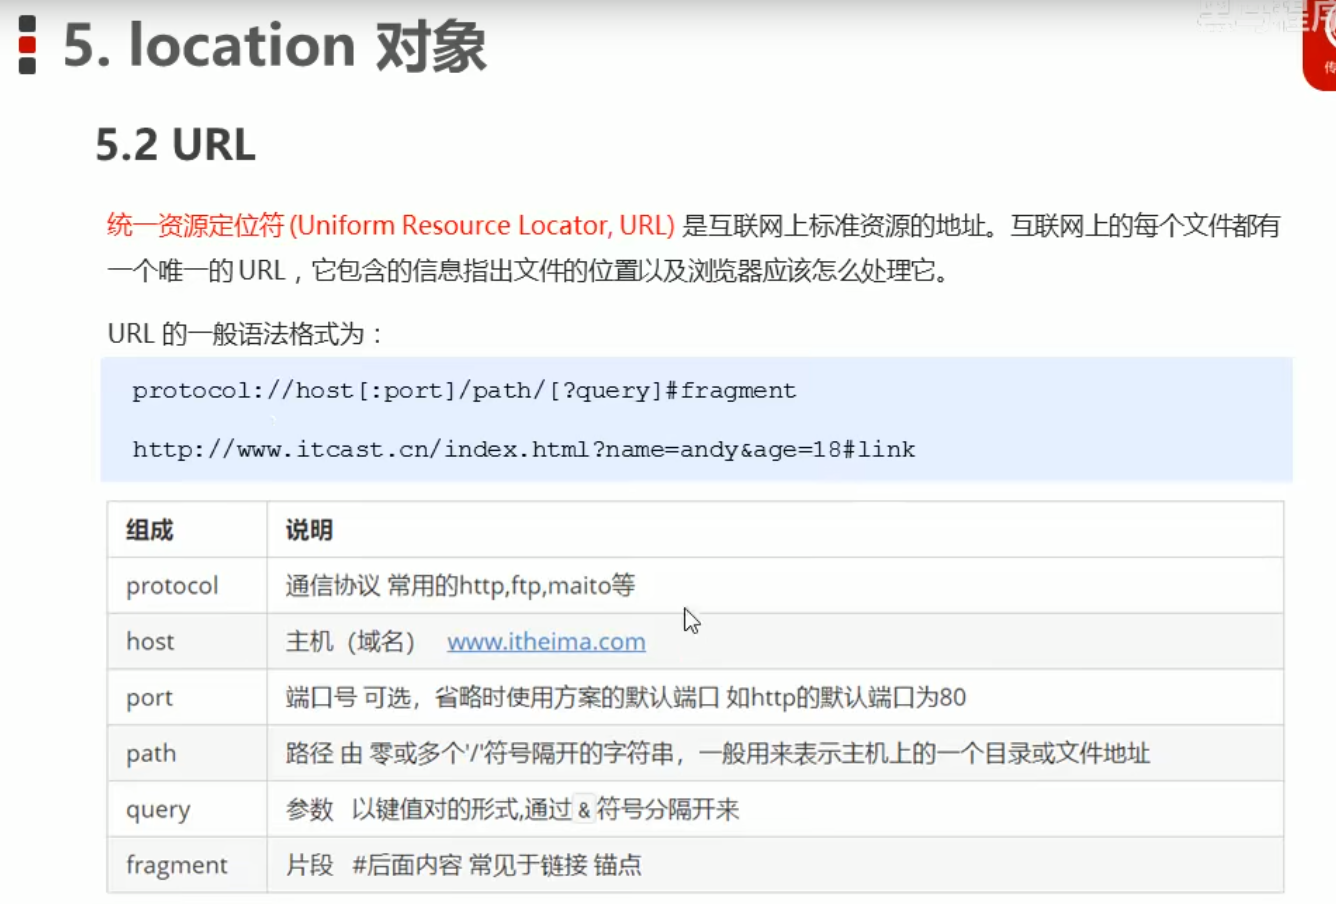 5. location 对象
5.2 URL
统一资源定位符 (Uniform Resource Locator, URL) 是互联网上标准资源的地址。互联网上的每个文件都有
一个唯一的 URL，它包含的信息指出文件的位置以及浏览器应该怎么处理它。
URL 的一般语法格式为：
protocol://host[:port]/path/[?query]#fragment
http://www.itcast.cn/index.html?name=andy&age=18#link
组成 说明
protocol 通信协议 常用的http,ftp,maito等
host 主机（域名） www.itheima.com
port 端口号 可选，省略时使用方案的默认端口 如http的默认端口为80
path 路径 由 零或多个'/'符号隔开的字符串，一般用来表示主机上的一个目录或文件地址
query 参数 以键值对的形式,通过&符号分隔开来
fragment 片段 #后面内容 常见于链接 锚点